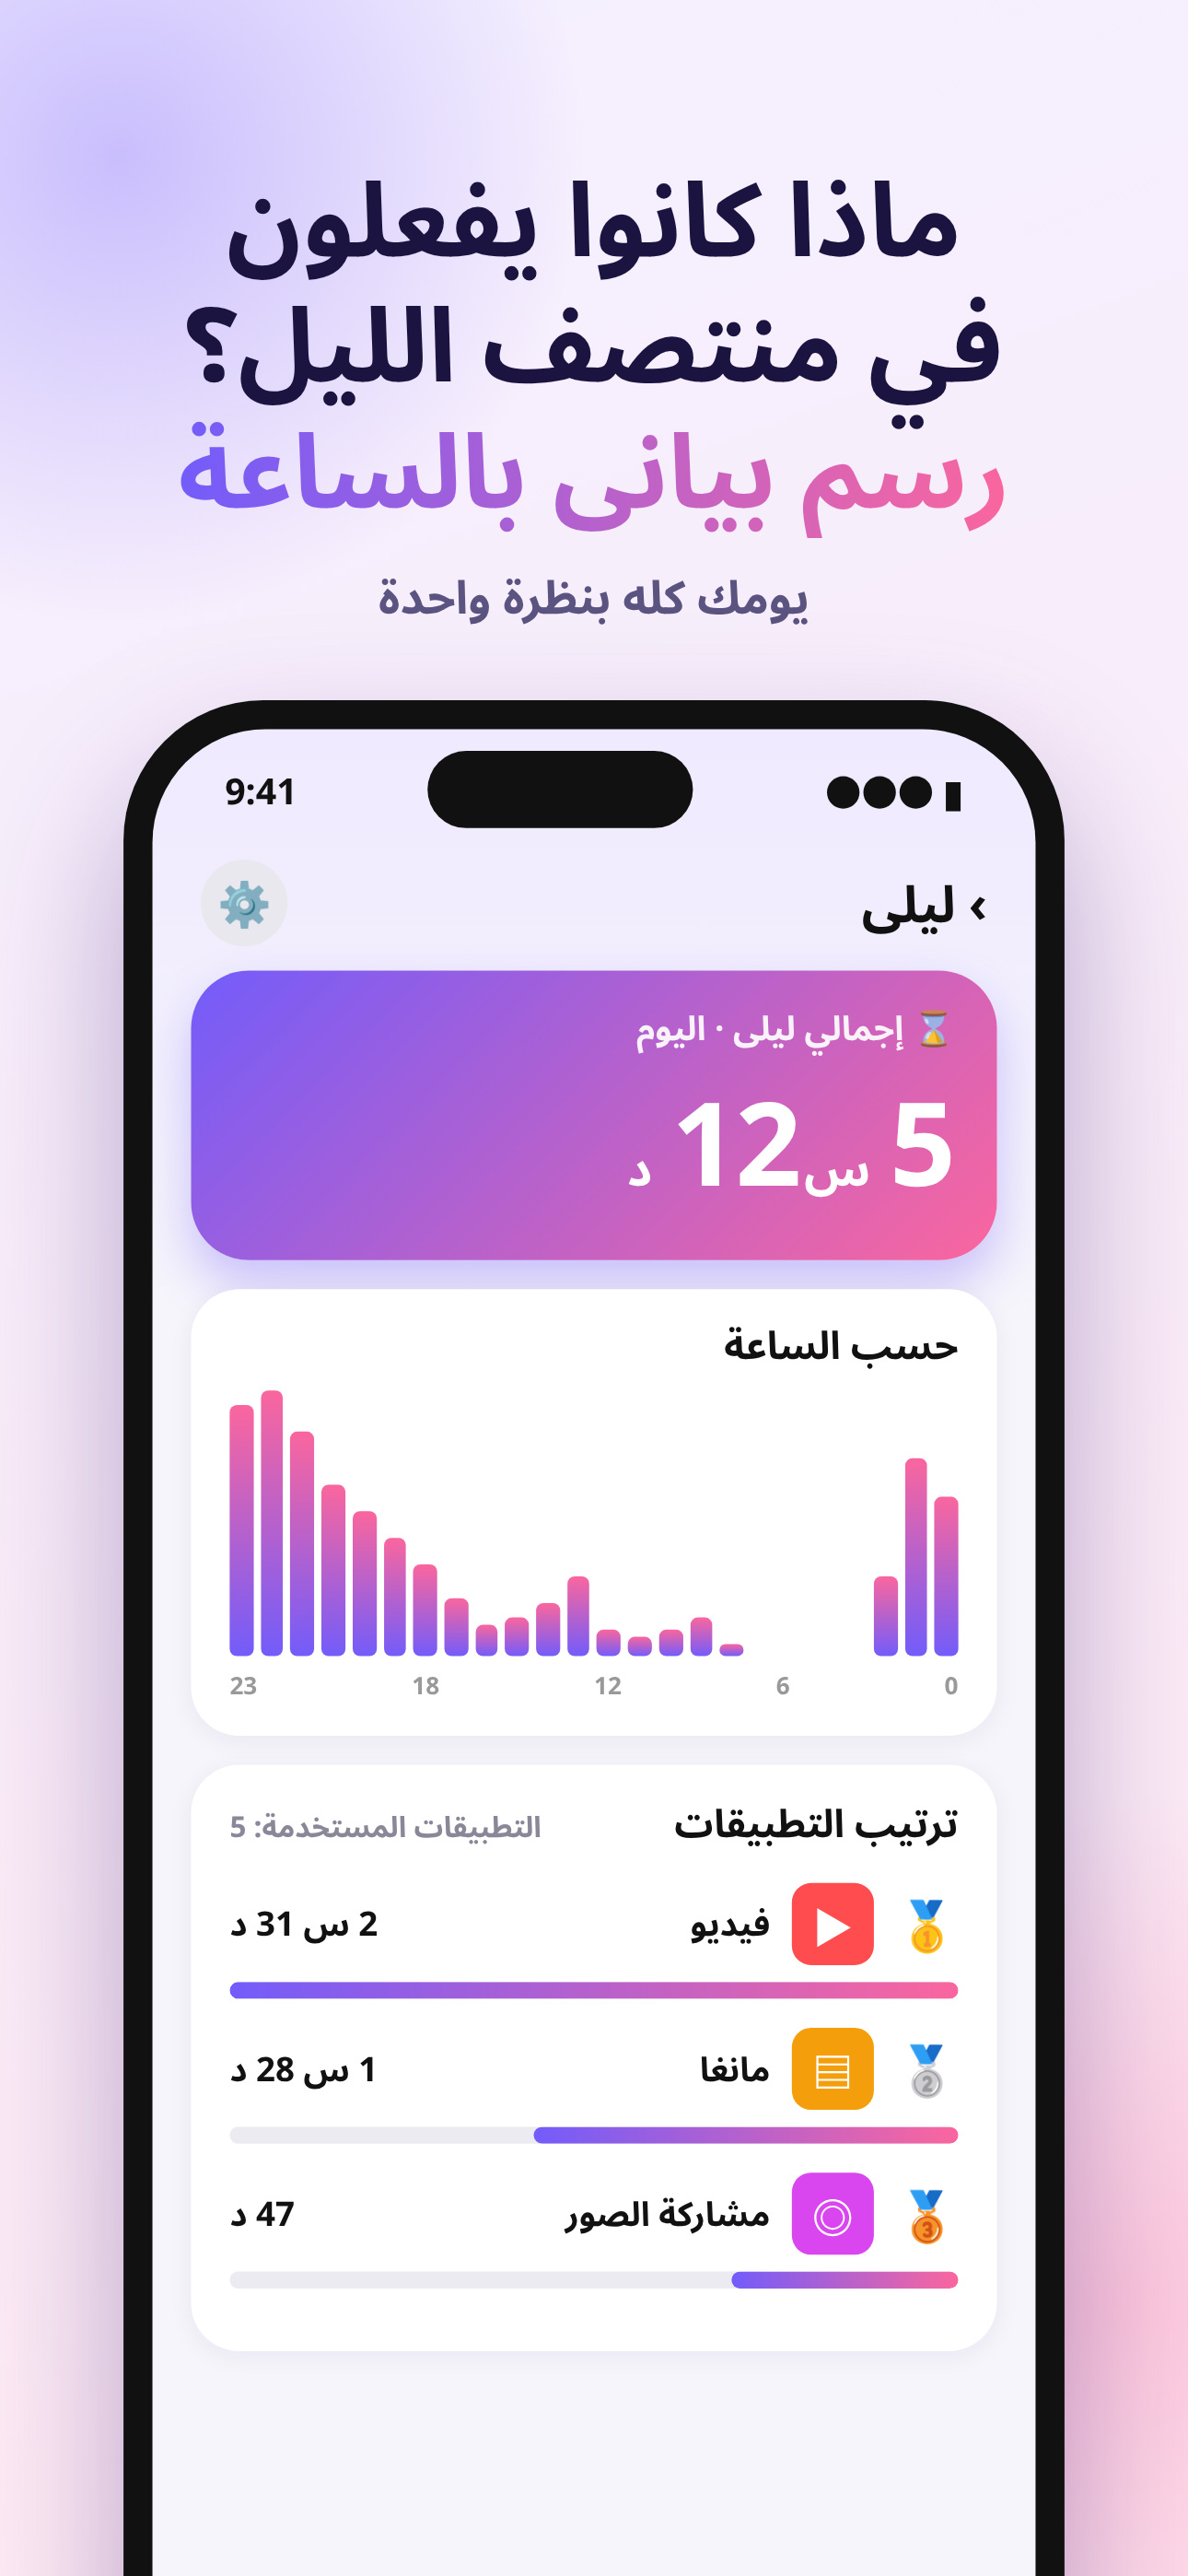 ماذا كانوا يفعلون
في منتصف الليل؟
رسم بيانى بالساعة
يومك كله بنظرة واحدة
9:41
‹ ليلى
⌛ إجمالي ليلى · اليوم
5 س 12 د
حسب الساعة
0 6 12 18 23
ترتيب التطبيقات
التطبيقات المستخدمة: 5
🥇 فيديو 2 س 31 د
🥈 مانغا 1 س 28 د
🥉 مشاركة الصور 47 د